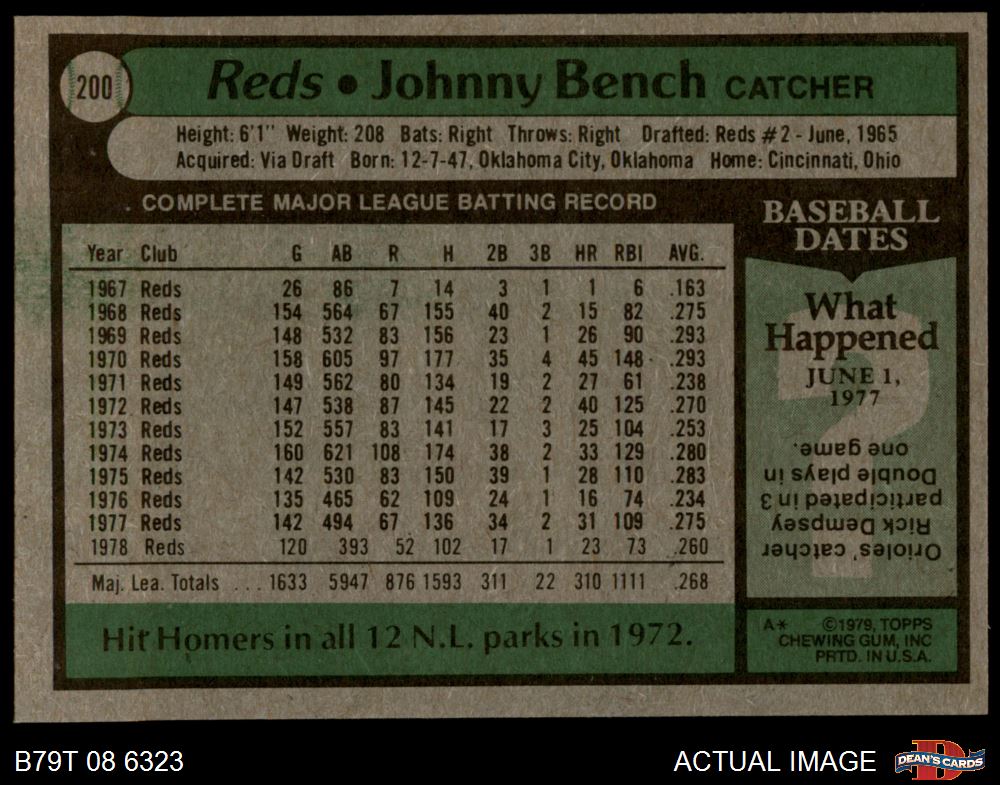 200
Reds • Johnny Bench CATCHER
Height: 6'1" Weight: 208 Bats: Right Throws: Right Drafted: Reds #2 - June, 1965
Acquired: Via Draft Born: 12-7-47, Oklahoma City, Oklahoma Home: Cincinnati, Ohio
COMPLETE MAJOR LEAGUE BATTING RECORD
Year Club G AB R H 2B 3B HR RBI AVG.
1967 Reds 26 86 7 14 3 1 1 6 .163
1968 Reds 154 564 67 155 40 2 15 82 .275
1969 Reds 148 532 83 156 23 1 26 90 .293
1970 Reds 158 605 97 177 35 4 45 148 .293
1971 Reds 149 562 80 134 19 2 27 61 .238
1972 Reds 147 538 87 145 22 2 40 125 .270
1973 Reds 152 557 83 141 17 3 25 104 .253
1974 Reds 160 621 108 174 38 2 33 129 .280
1975 Reds 142 530 83 150 39 1 28 110 .283
1976 Reds 135 465 62 109 24 1 16 74 .234
1977 Reds 142 494 67 136 34 2 31 109 .275
1978 Reds 120 393 52 102 17 1 23 73 .260
Maj. Lea. Totals ... 1633 5947 876 1593 311 22 310 1111 .268
Hit Homers in all 12 N.L. parks in 1972.
BASEBALL
DATES
What
Happened
JUNE 1,
1977
?
Orioles' catcher
Rick Dempsey
participated in 3
Double plays in
one game.
A* ©1979, TOPPS
CHEWING GUM, INC
PRTD. IN U.S.A.
B79T 08 6323
ACTUAL IMAGE
D
DEAN'S CARDS